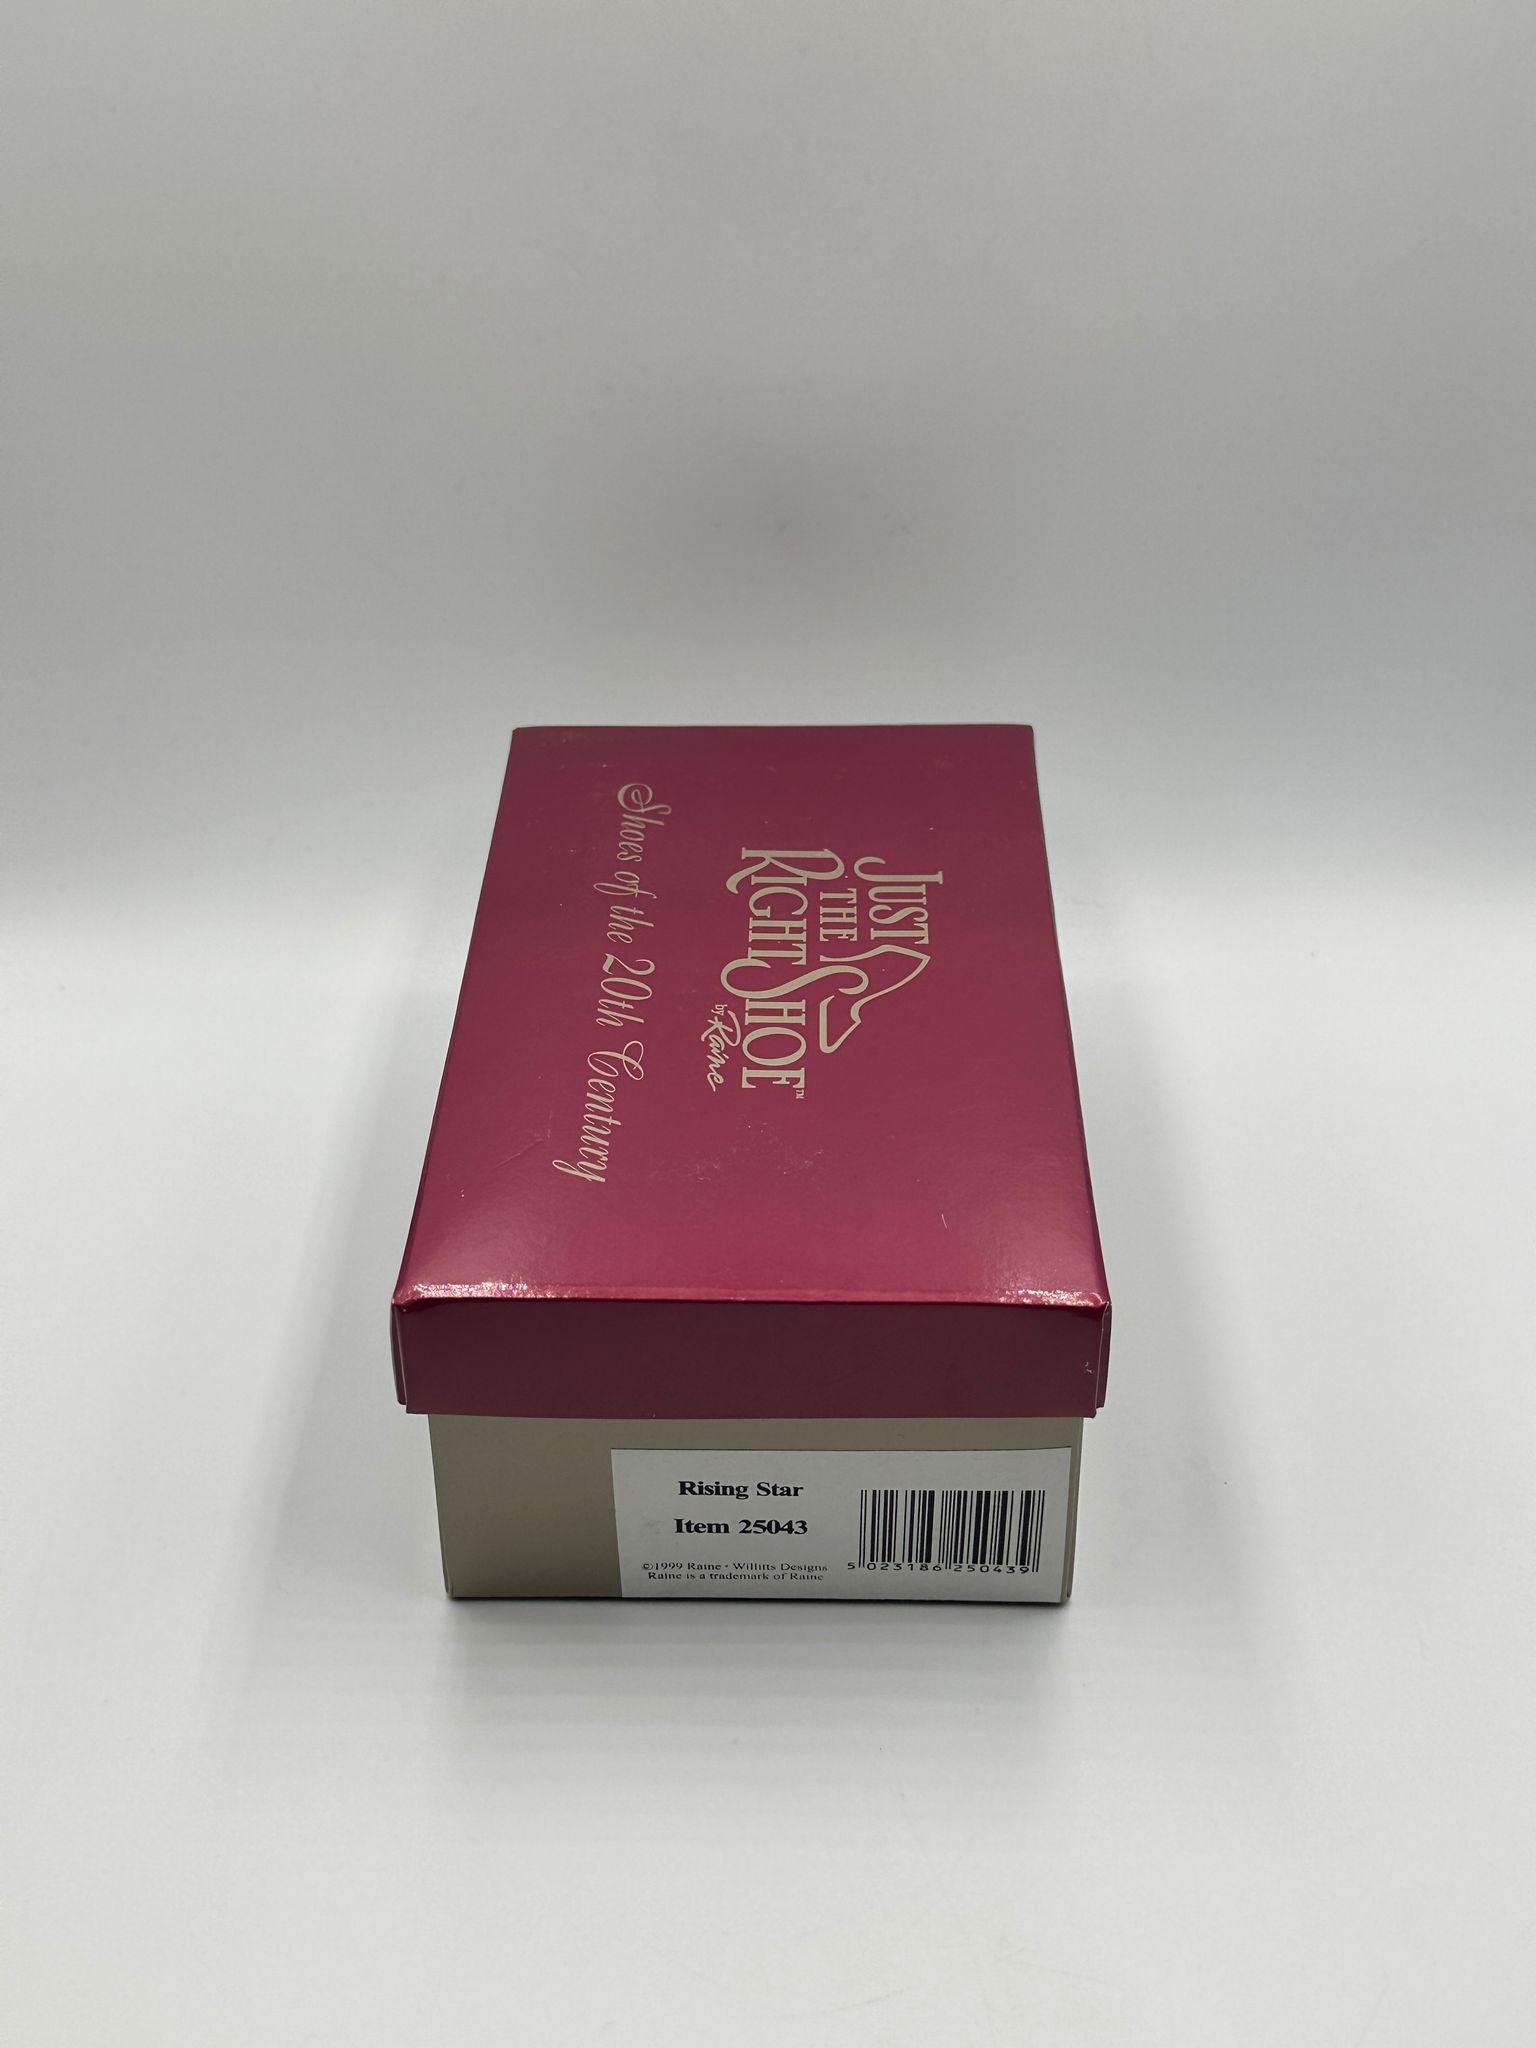 JUST
THE
RIGHT SHOE™
by Raine
Shoes of the 20th Century
Rising Star
Item 25043
©1999 Raine • Willitts Designs
Raine is a trademark of Raine
5 023186 250439